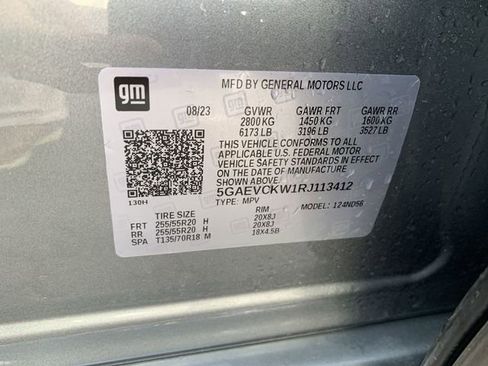 gm
MFD BY GENERAL MOTORS LLC
08/23 GVWR GAWR FRT GAWR RR
2800 KG 1450 KG 1600 KG
6173 LB 3196 LB 3527 LB
THIS VEHICLE CONFORMS TO ALL
APPLICABLE U.S. FEDERAL MOTOR
VEHICLE SAFETY STANDARDS IN EFFECT
ON THE DATE OF MANUFACTURE SHOWN ABOVE.
5GAEVCKW1RJ113412
130H TYPE: MPV MODEL: 124ND56
TIRE SIZE RIM
FRT 255/55R20 H 20X8J
RR 255/55R20 H 20X8J
SPA T135/70R18 M 18X4.5B